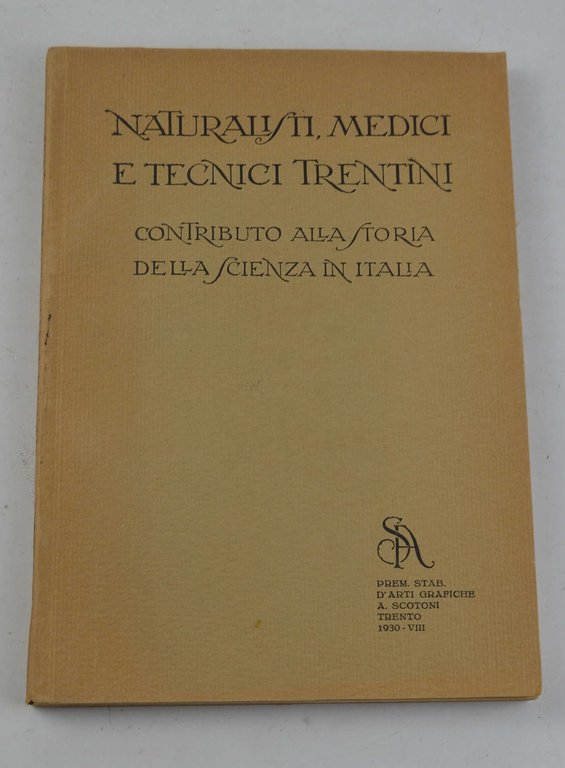 NATURALISTI, MEDICI
E TECNICI TRENTINI
CONTRIBUTO ALLA STORIA
DELLA SCIENZA IN ITALIA
PREM. STAB.
D'ARTI GRAFICHE
A. SCOTONI
TRENTO
1930-VIII